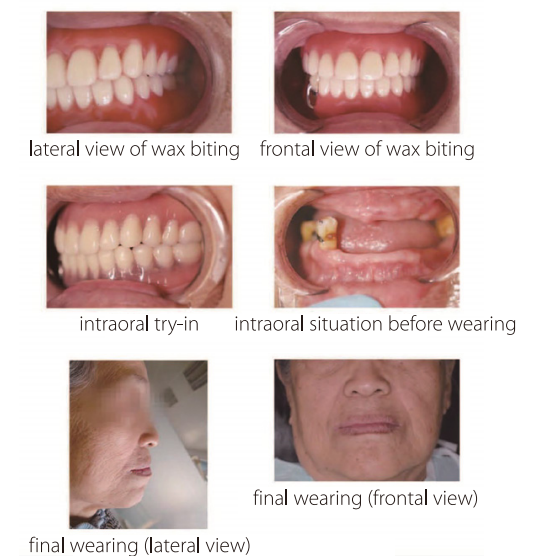 lateral view of wax biting
frontal view of wax biting
intraoral try-in
intraoral situation before wearing
final wearing (frontal view)
final wearing (lateral view)